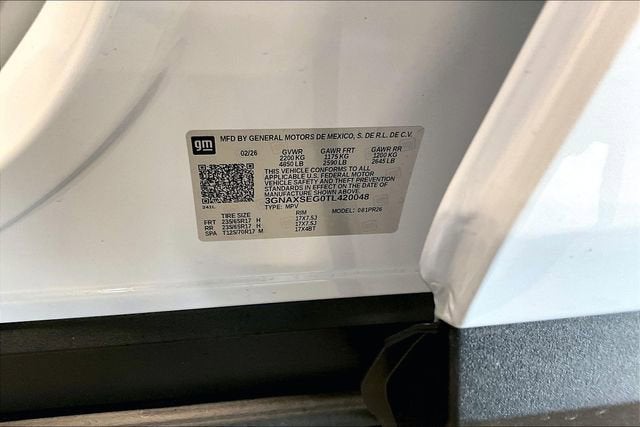 gm
MFD BY GENERAL MOTORS DE MEXICO, S. DE R.L. DE C.V.
02/26 GVWR GAWR FRT GAWR RR
2200 KG 1175 KG 1200 KG
4850 LB 2590 LB 2645 LB
THIS VEHICLE CONFORMS TO ALL
APPLICABLE U.S. FEDERAL MOTOR
VEHICLE SAFETY AND THEFT PREVENTION
STANDARDS IN EFFECT ON THE DATE OF
MANUFACTURE SHOWN ABOVE.
3GNAXSEG0TL420048
TYPE: MPV MODEL: 081PR26
TIRE SIZE RIM
FRT 235/65R17 H 17X7.5J
RR 235/65R17 H 17X7.5J
SPA T125/70R17 M 17X4BT